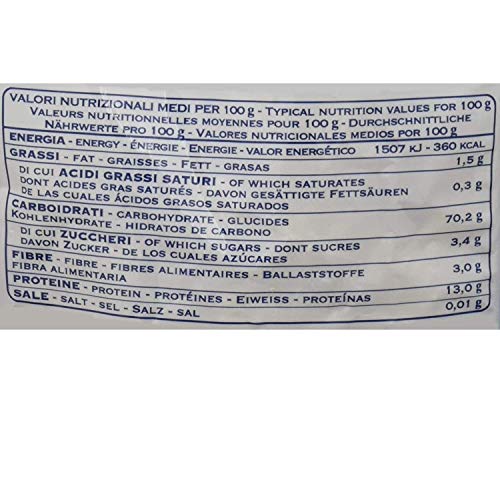 VALORI NUTRIZIONALI MEDI PER 100 g - TYPICAL NUTRITION VALUES FOR 100 g
VALEURS NUTRITIONNELLES MOYENNES POUR 100 g - DURCHSCHNITTLICHE
NÄHRWERTE PRO 100 g - VALORES NUTRICIONALES MEDIOS POR 100 g
ENERGIA - ENERGY - ÉNERGIE - ENERGIE - VALOR ENERGÉTICO 1507 KJ - 360 KCAL
GRASSI - FAT - GRAISSES - FETT - GRASAS 1,5 g
DI CUI ACIDI GRASSI SATURI - OF WHICH SATURATES
DONT ACIDES GRAS SATURÉS - DAVON GESÄTTIGTE FETTSÄUREN 0,3 g
DE LAS CUALES ÁCIDOS GRASOS SATURADOS
CARBOIDRATI - CARBOHYDRATE - GLUCIDES 70,2 g
KOHLENHYDRATE - HIDRATOS DE CARBONO
DI CUI ZUCCHERI - OF WHICH SUGARS - DONT SUCRES 3,4 g
DAVON ZUCKER - DE LOS CUALES AZÚCARES
FIBRE - FIBRE - FIBRES ALIMENTAIRES - BALLASTSTOFFE 3,0 g
FIBRA ALIMENTARIA
PROTEINE - PROTEIN - PROTÉINES - EIWEISS - PROTEÍNAS 13,0 g
SALE - SALT - SEL - SALZ - SAL 0,01 g